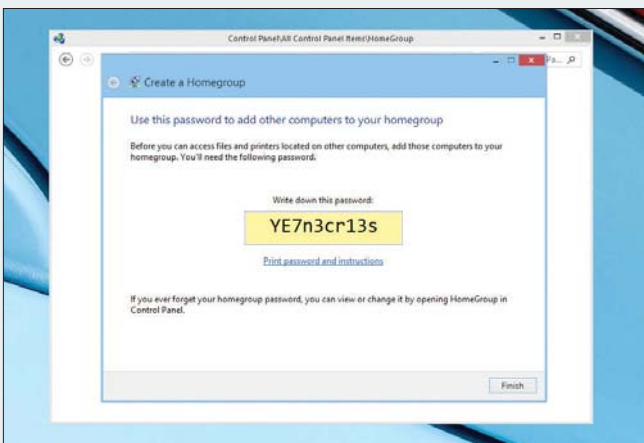 Control Panel\All Control Panel Items\HomeGroup
Pa...
Create a Homegroup
Use this password to add other computers to your homegroup
Before you can access files and printers located on other computers, add those computers to your
homegroup. You'll need the following password.
Write down this password:
YE7n3cr13s
Print password and instructions
If you ever forget your homegroup password, you can view or change it by opening HomeGroup in
Control Panel.
Finish